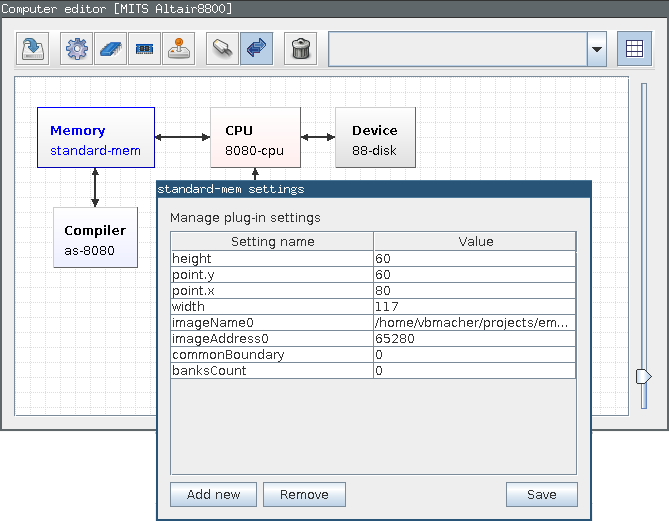 Computer editor [MITS Altair8800]
Memory
standard-mem
CPU
8080-cpu
Device
88-disk
Compiler
as-8080
standard-mem settings
Manage plug-in settings
Setting name Value
height 60
point.y 60
point.x 80
width 117
imageName0 /home/vbmacher/projects/em...
imageAddress0 65280
commonBoundary 0
banksCount 0
Add new Remove Save